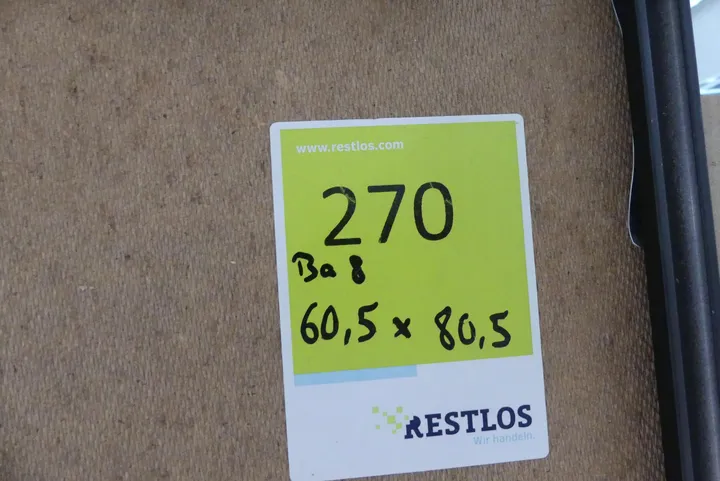 www.restlos.com
270
Ba 8
60,5 x 80,5
RESTLOS
Wir handeln.